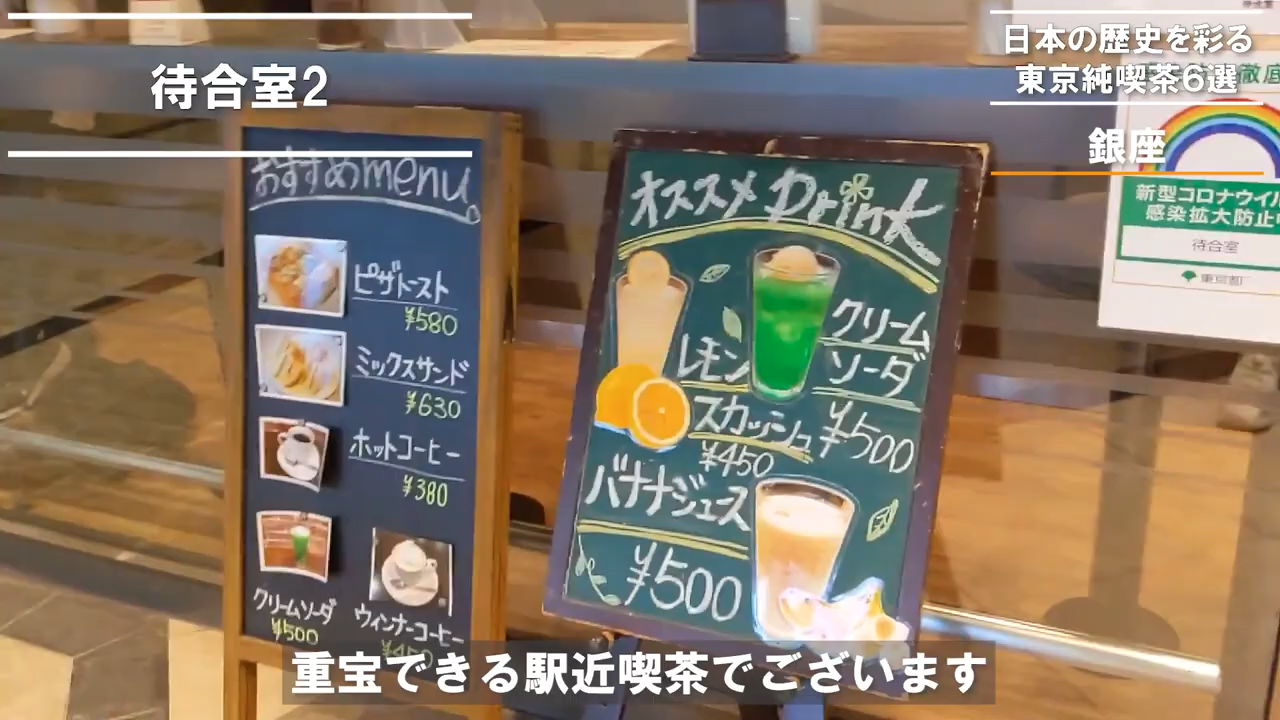 待合室2
日本の歴史を彩る
東京純喫茶6選
銀座
おすすめmenu
ピザトースト
¥580
ミックスサンド
¥630
ホットコーヒー
¥380
クリームソーダ
¥500
ウィンナーコーヒー
¥450
オススメ Drink
レモン
スカッシュ
¥450
クリーム
ソーダ
¥500
バナナジュース
¥500
新型コロナウイル
感染拡大防止中
待合室
東京都
重宝できる駅近喫茶でございます